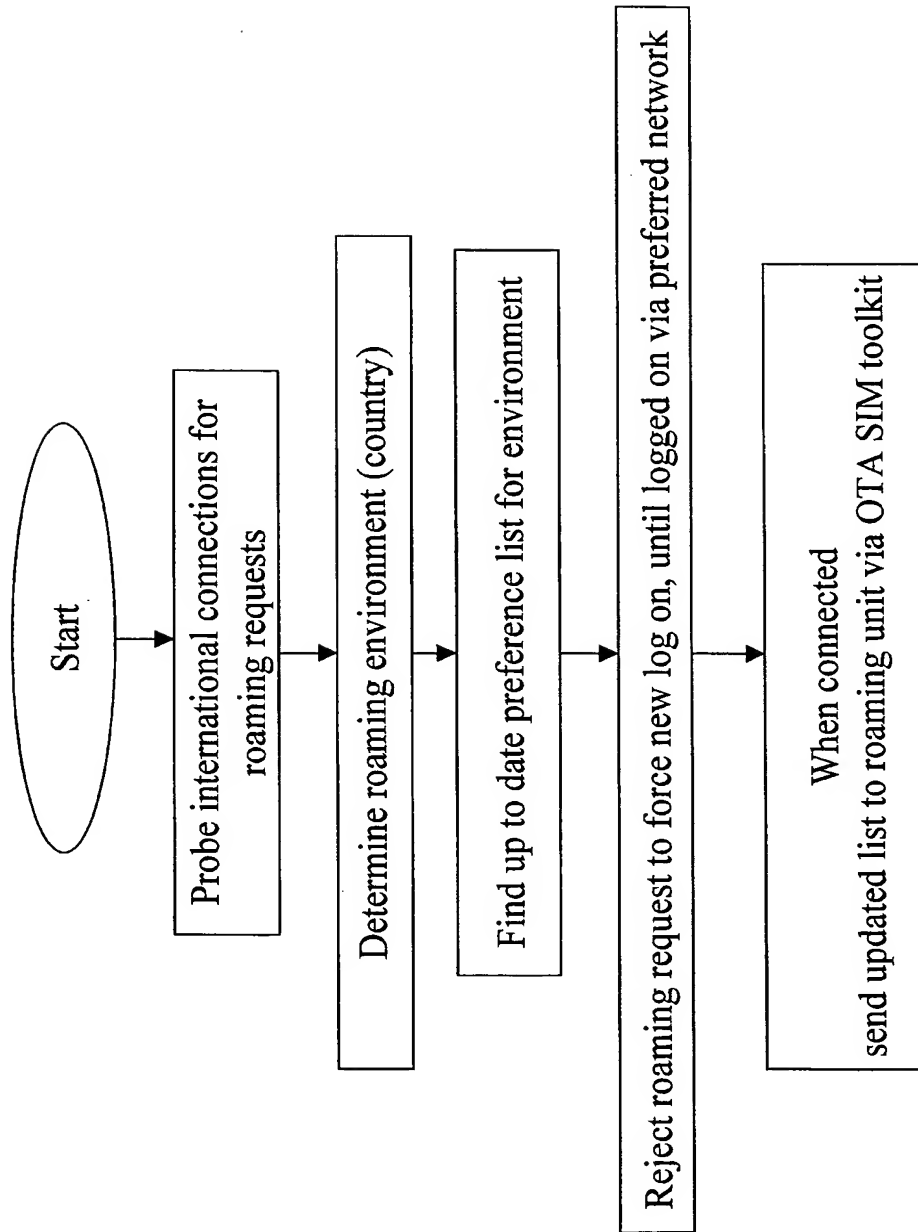 Start
Probe international connections for
roaming requests
Determine roaming environment (country)
Find up to date preference list for environment
Reject roaming request to force new log on, until logged on via preferred network
When connected
send updated list to roaming unit via OTA SIM toolkit